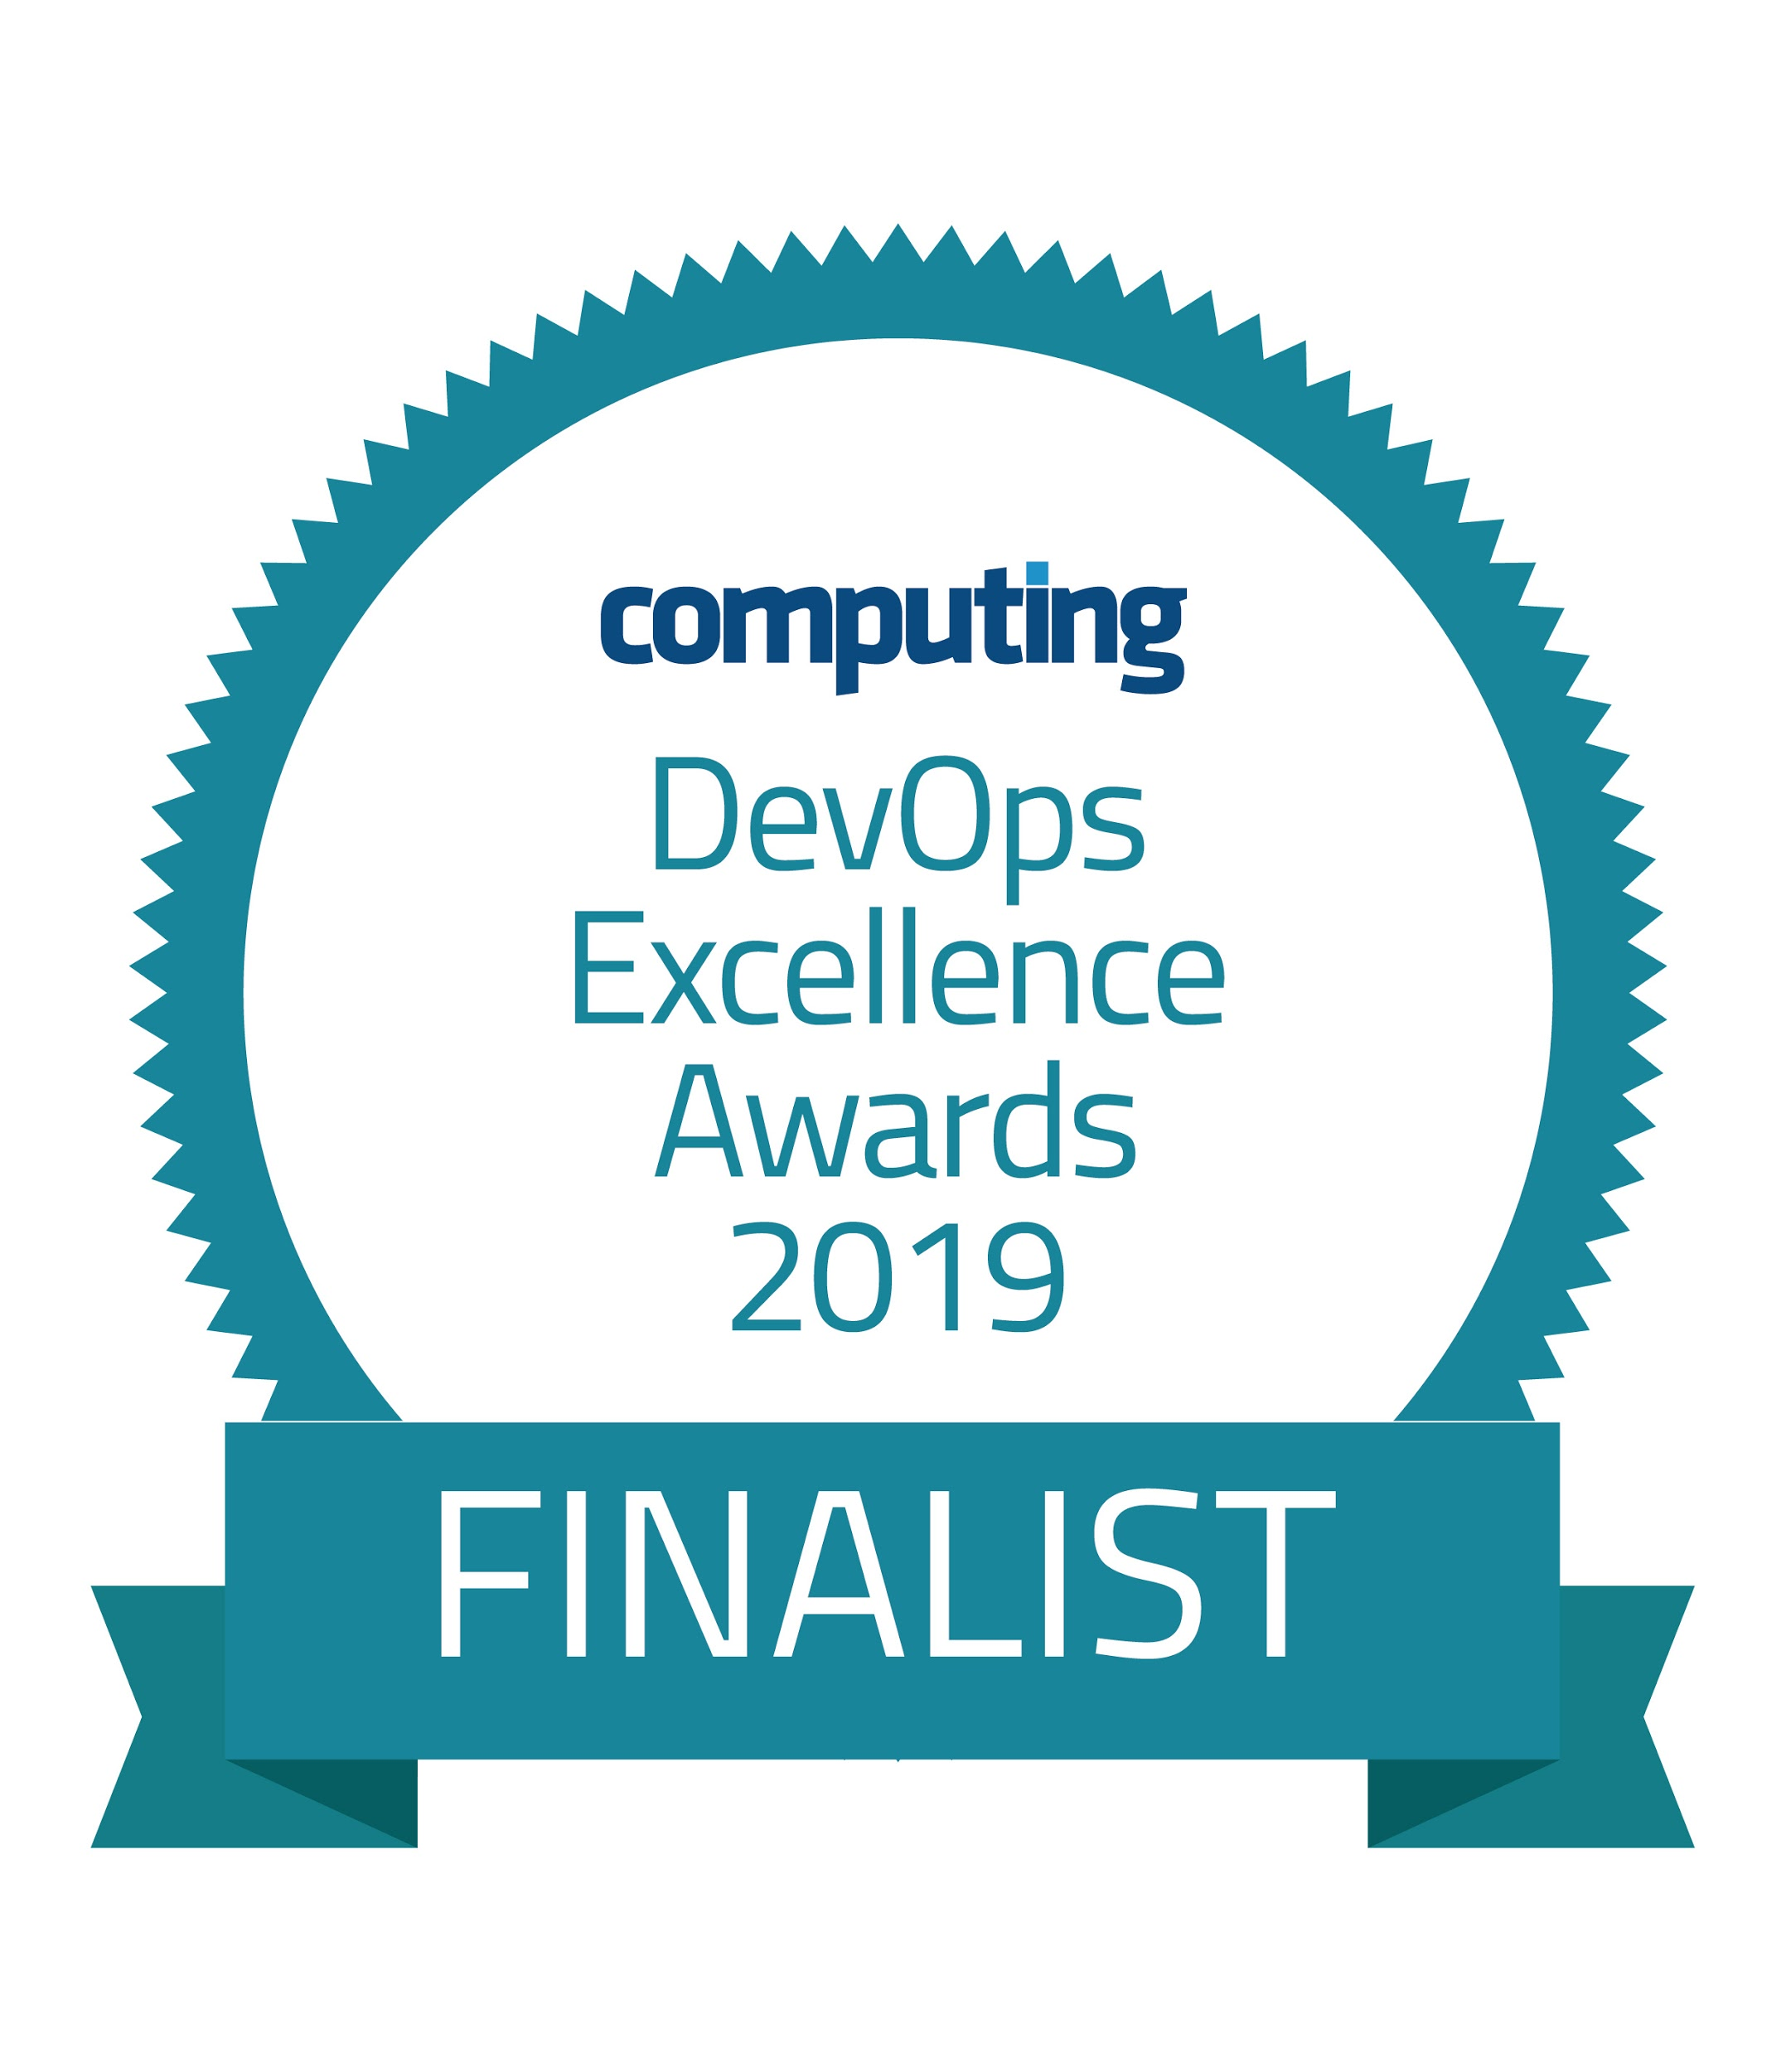 computing
DevOps
Excellence
Awards
2019
FINALIST